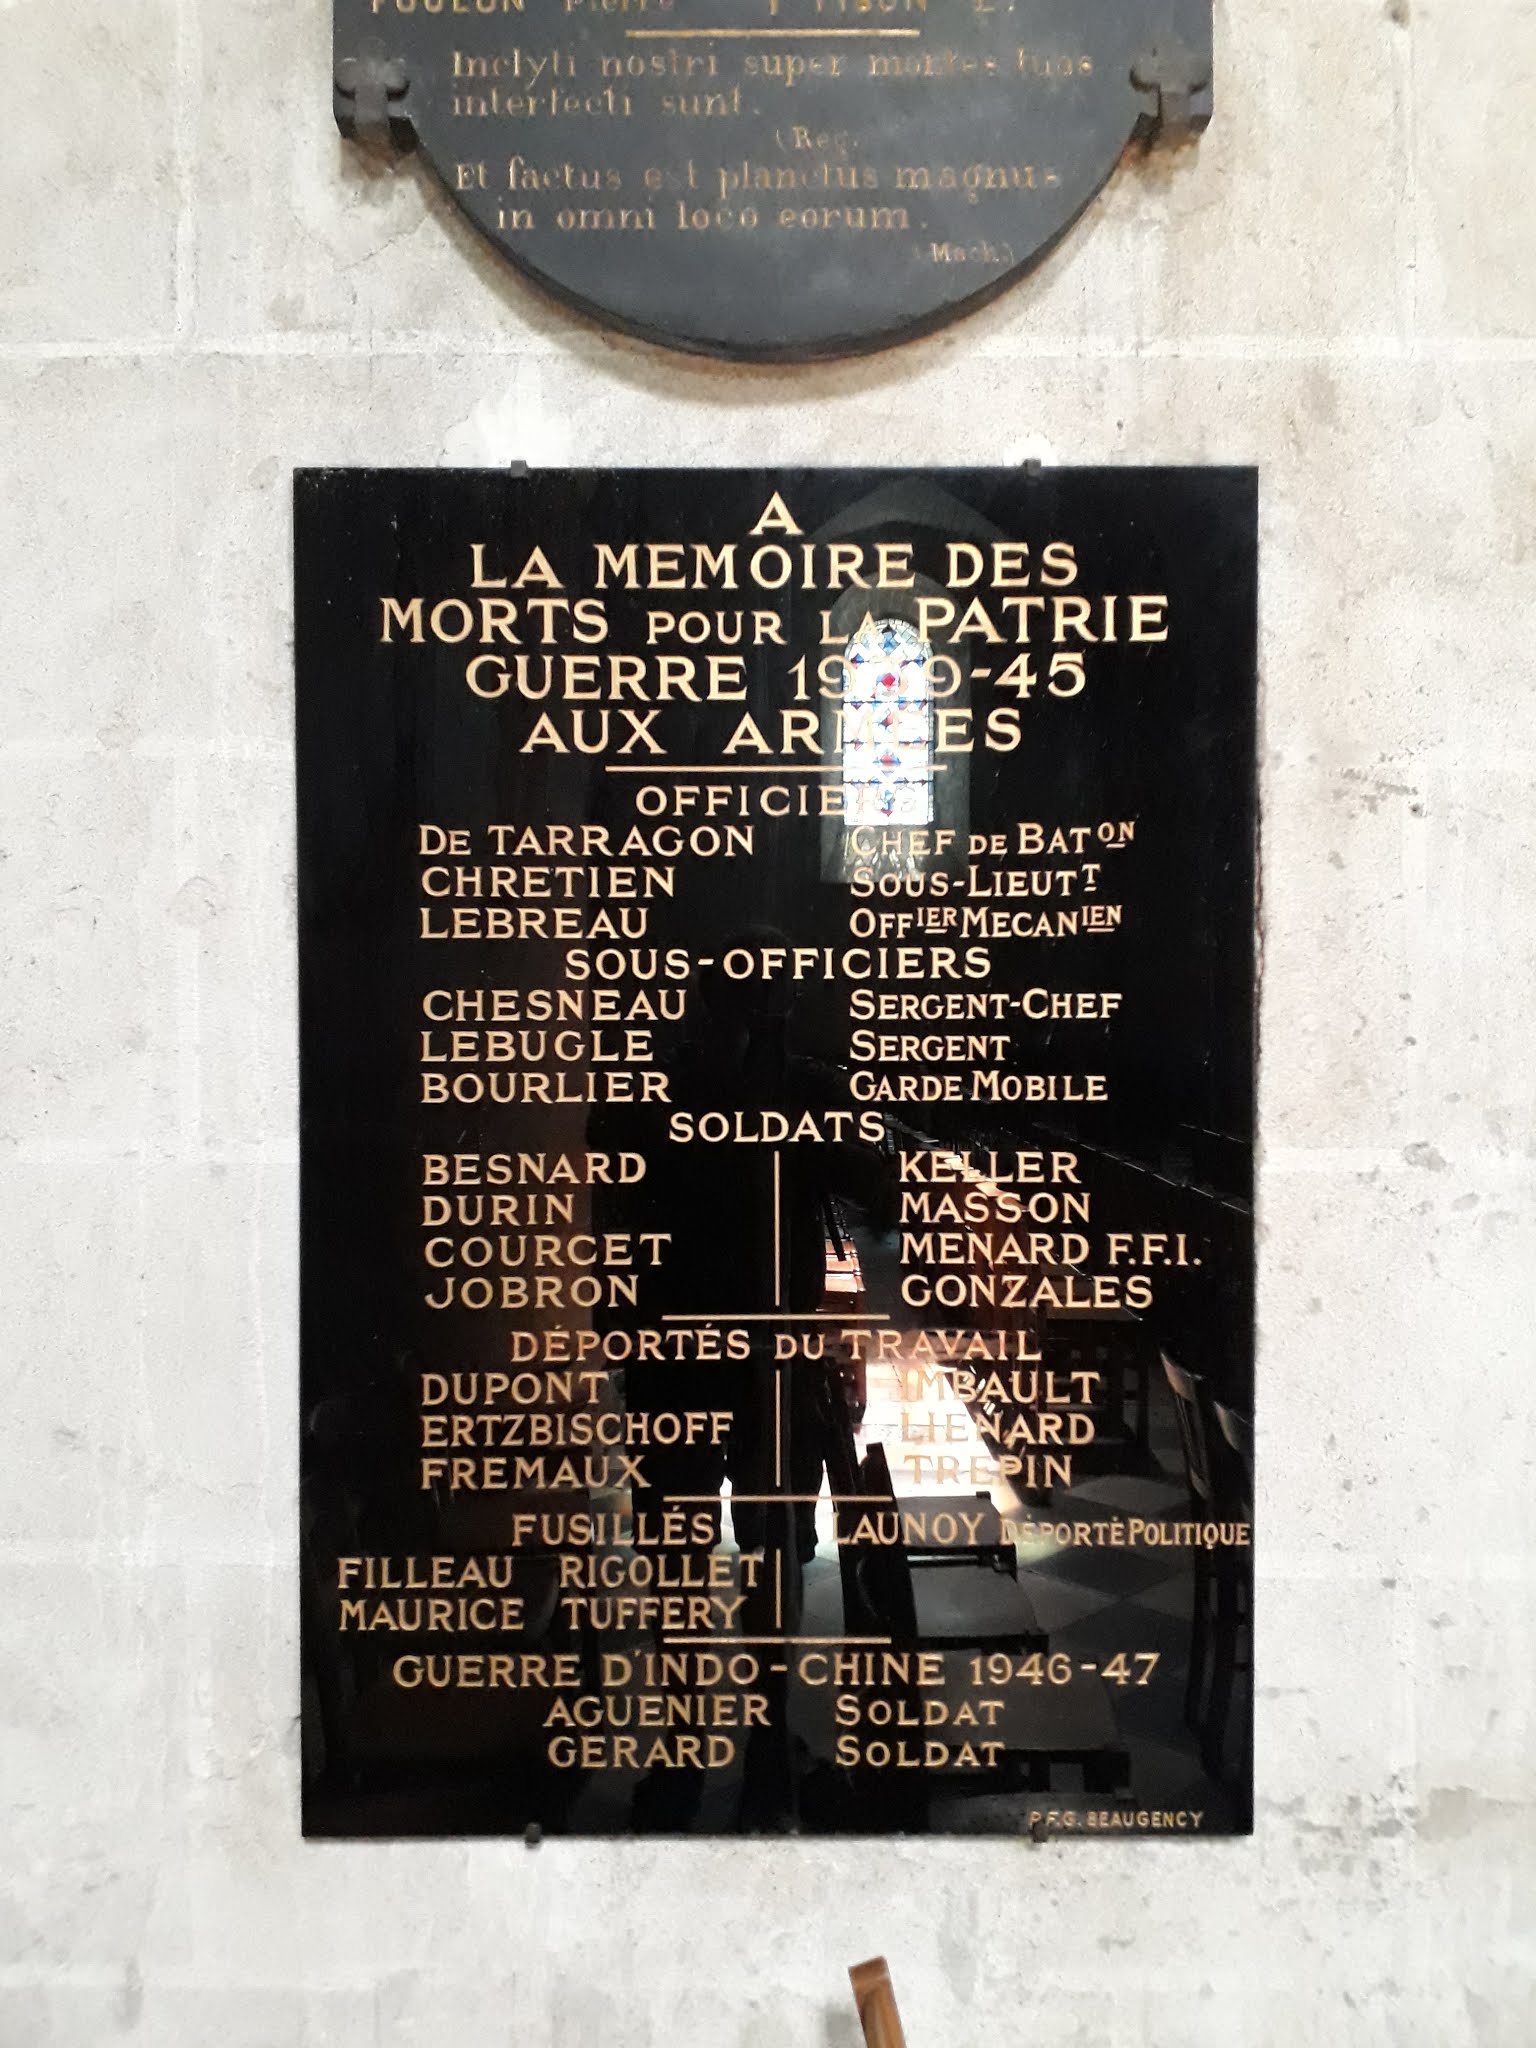 POULON Pierre
Inclyti nostri super montes tuos
interfecti sunt.
(Reg.
Et factus est planctus magnus
in omni loco eorum.
(Mach.)
A
LA MEMOIRE DES
MORTS POUR LA PATRIE
GUERRE 1939-45
AUX ARMEES
OFFICIERS
DE TARRAGON CHEF DE BATON
CHRETIEN SOUS-LIEUTT
LEBREAU OFFIER MECANIEN
SOUS-OFFICIERS
CHESNEAU SERGENT-CHEF
LEBUGLE SERGENT
BOURLIER GARDE MOBILE
SOLDATS
BESNARD KELLER
DURIN MASSON
COURCET MENARD F.F.I.
JOBRON GONZALES
DÉPORTÉS DU TRAVAIL
DUPONT IMBAULT
ERTZBISCHOFF LIENARD
FREMAUX TREPIN
FUSILLÉS LAUNOY DÉPORTÉ POLITIQUE
FILLEAU RIGOLLET
MAURICE TUFFERY
GUERRE D'INDO-CHINE 1946-47
AGUENIER SOLDAT
GERARD SOLDAT
P.F.G. BEAUGENCY